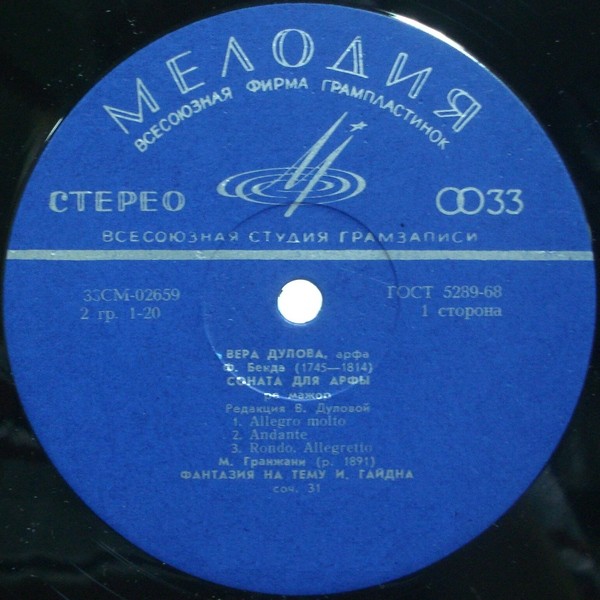 МЕЛОДИЯ
ВСЕСОЮЗНАЯ ФИРМА ГРАМПЛАСТИНОК
СТЕРЕО
33
ВСЕСОЮЗНАЯ СТУДИЯ ГРАМЗАПИСИ
33СМ-02659
ГОСТ 5289-68
2 гр. 1-20
1 сторона
ВЕРА ДУЛОВА, арфа
Ф. Бенда (1745—1814)
СОНАТА ДЛЯ АРФЫ
ре мажор
Редакция В. Дуловой
1. Allegro molto
2. Andante
3. Rondo. Allegretto
М. Гранжани (р. 1891)
ФАНТАЗИЯ НА ТЕМУ И. ГАЙДНА
соч. 31